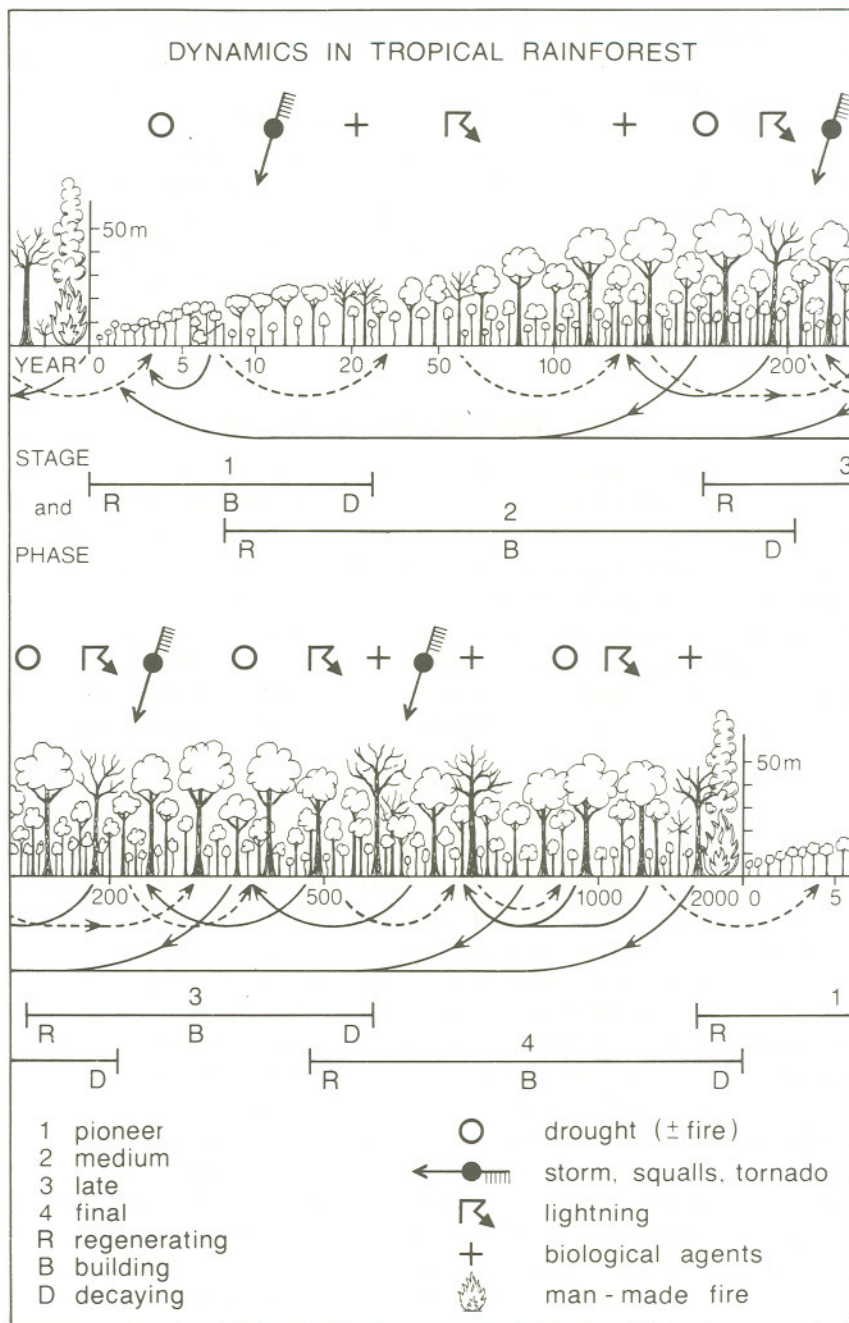 DYNAMICS IN TROPICAL RAINFOREST
50m
YEAR 0 5 10 20 50 100 200
STAGE
and
PHASE
1
R B D
2
R B D
3
R
50m
200 500 1000 2000 0 5
3
R B D
D
4
R B D
1
R
1 pioneer
2 medium
3 late
4 final
R regenerating
B building
D decaying
drought (± fire)
storm, squalls, tornado
lightning
biological agents
man - made fire